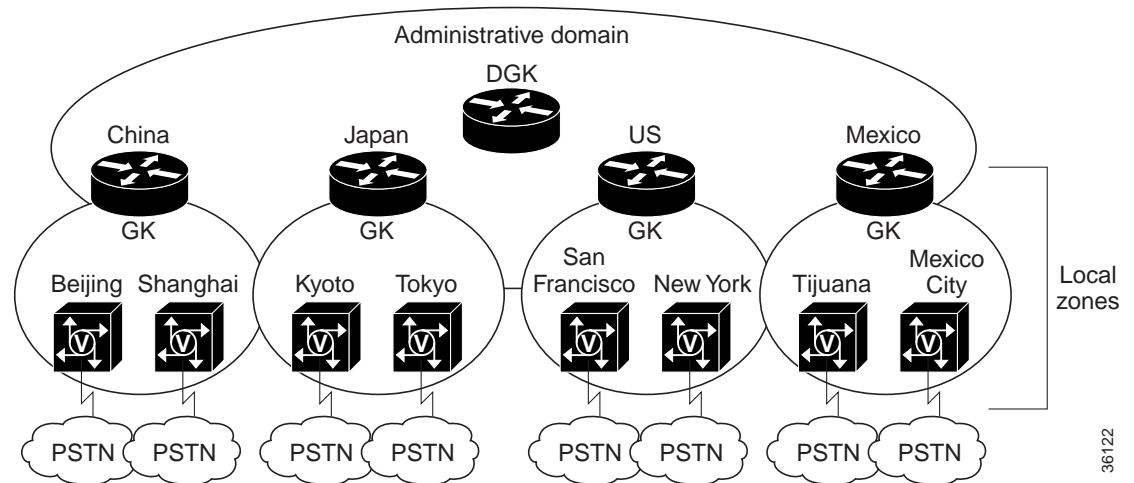 Administrative domain
DGK
China
Japan
US
Mexico
GK
GK
GK
GK
Beijing
Shanghai
Kyoto
Tokyo
San
Francisco
New York
Tijuana
Mexico
City
Local
zones
V
V
V
V
V
V
V
V
PSTN
PSTN
PSTN
PSTN
PSTN
PSTN
PSTN
PSTN
36122